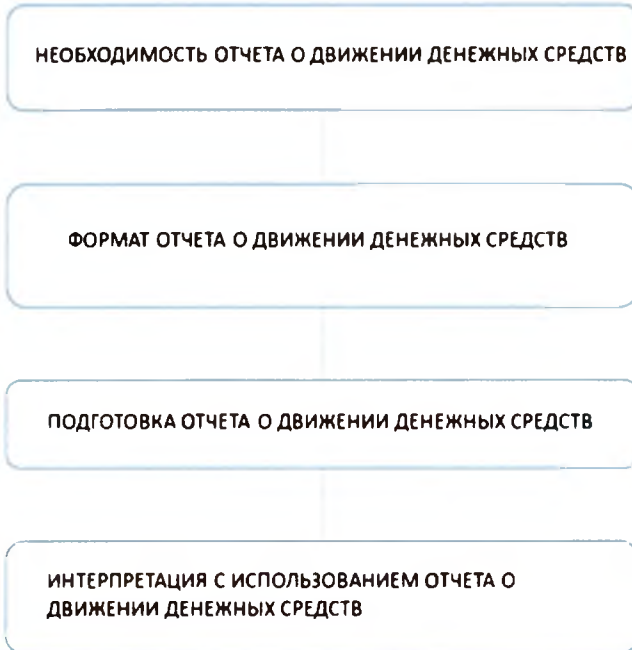 НЕОБХОДИМОСТЬ ОТЧЕТА О ДВИЖЕНИИ ДЕНЕЖНЫХ СРЕДСТВ
ФОРМАТ ОТЧЕТА О ДВИЖЕНИИ ДЕНЕЖНЫХ СРЕДСТВ
ПОДГОТОВКА ОТЧЕТА О ДВИЖЕНИИ ДЕНЕЖНЫХ СРЕДСТВ
ИНТЕРПРЕТАЦИЯ С ИСПОЛЬЗОВАНИЕМ ОТЧЕТА О
ДВИЖЕНИИ ДЕНЕЖНЫХ СРЕДСТВ